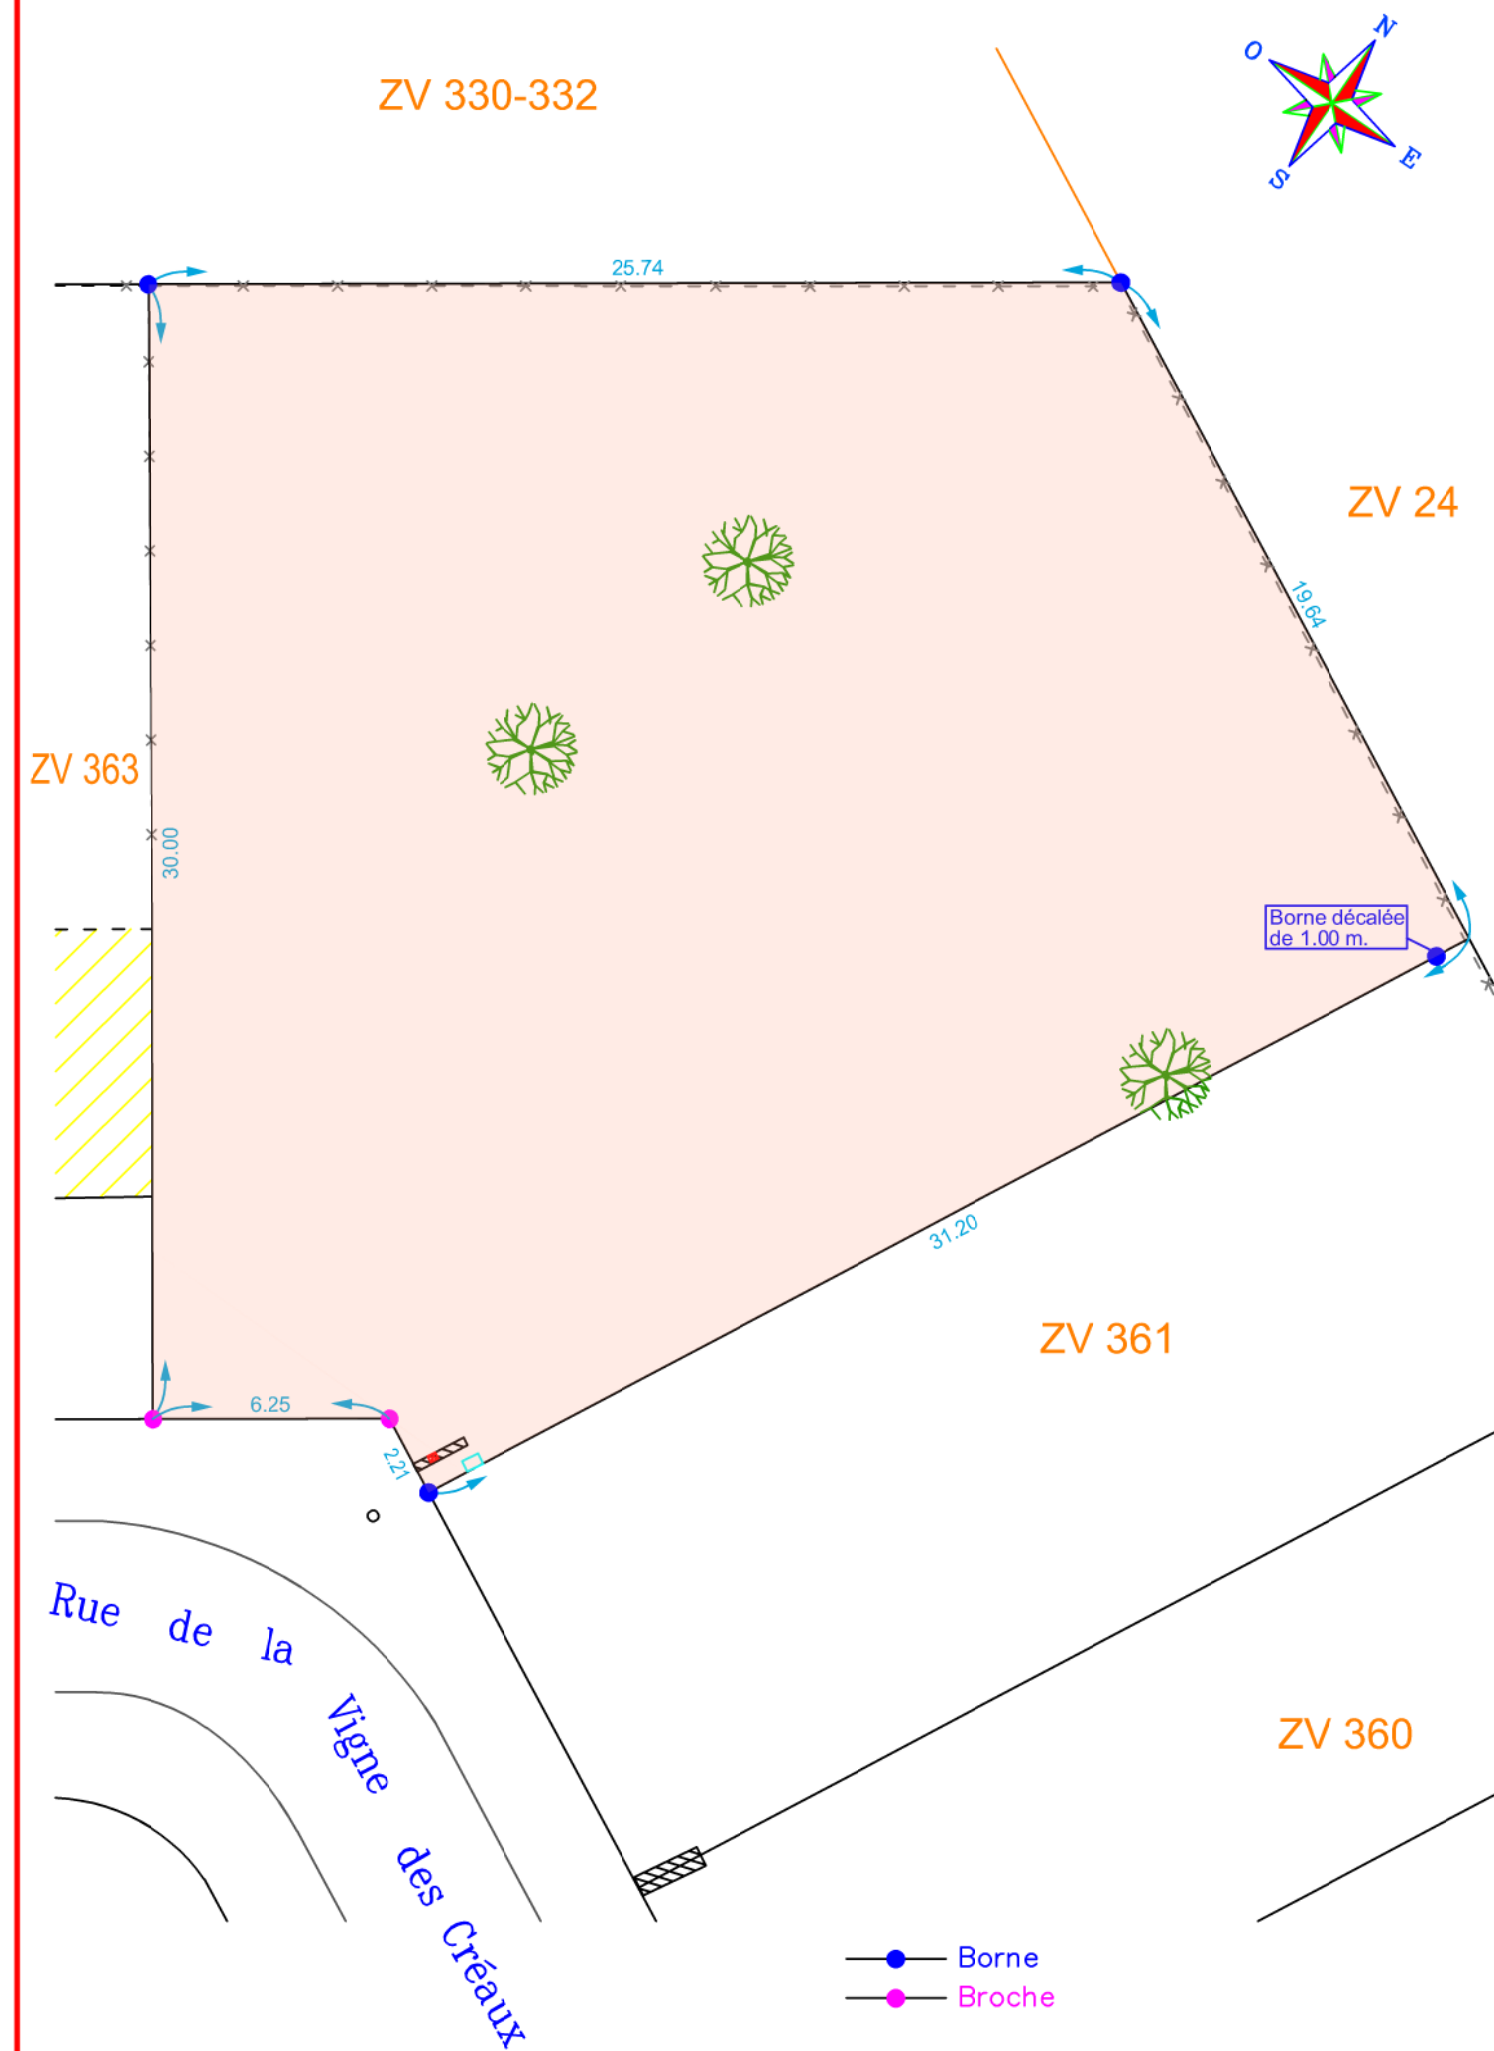 N
O
E
S
ZV 330-332
25.74
ZV 24
19.64
ZV 363
30.00
Borne décalée
de 1.00 m.
31.20
ZV 361
6.25
2.21
Rue de la Vigne des Créaux
ZV 360
Borne
Broche